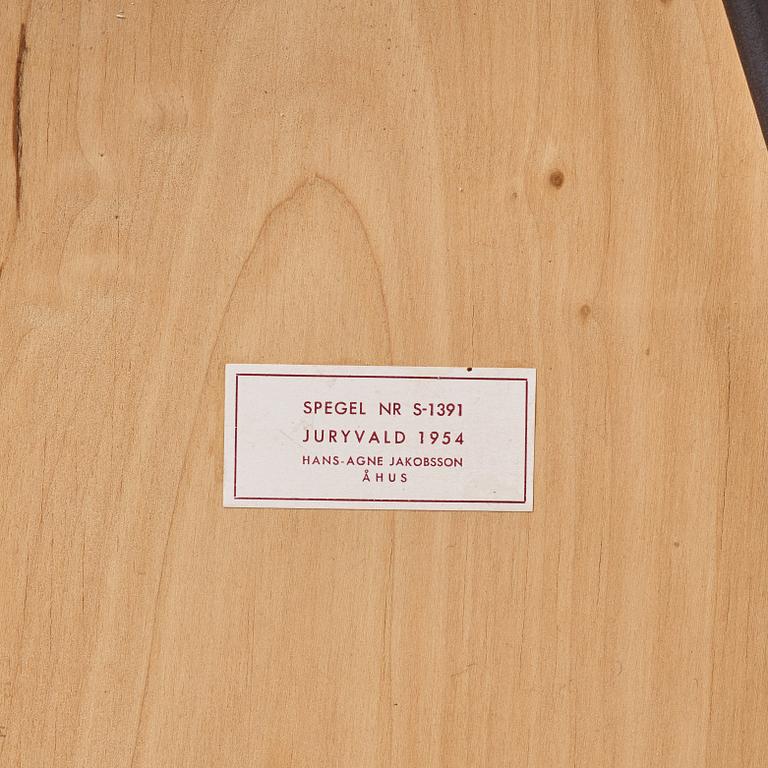 SPEGEL NR S-1391
JURYVALD 1954
HANS-AGNE JAKOBSSON
ÅHUS